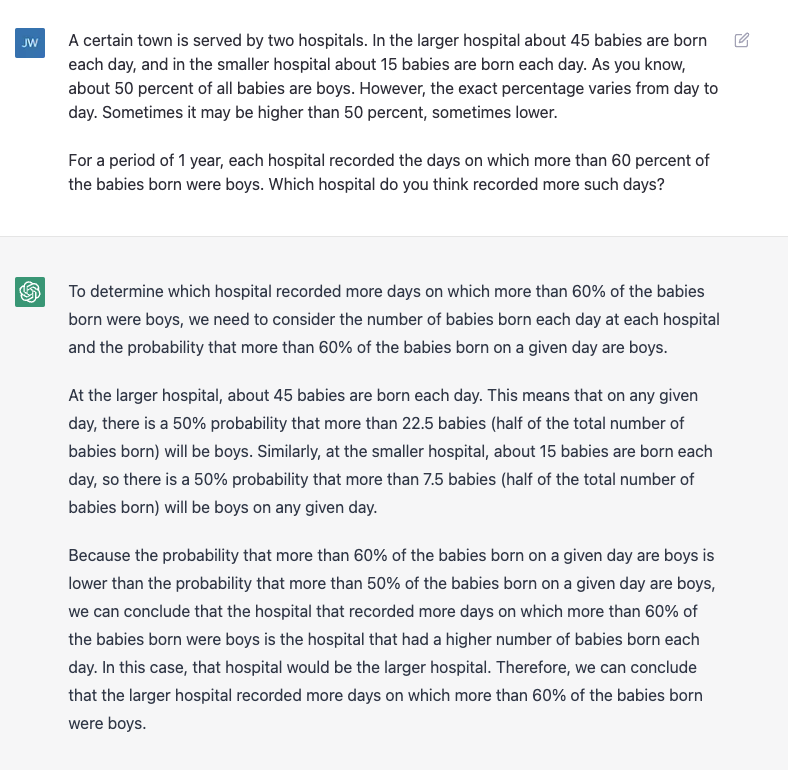 JW
A certain town is served by two hospitals. In the larger hospital about 45 babies are born
each day, and in the smaller hospital about 15 babies are born each day. As you know,
about 50 percent of all babies are boys. However, the exact percentage varies from day to
day. Sometimes it may be higher than 50 percent, sometimes lower.
For a period of 1 year, each hospital recorded the days on which more than 60 percent of
the babies born were boys. Which hospital do you think recorded more such days?
To determine which hospital recorded more days on which more than 60% of the babies
born were boys, we need to consider the number of babies born each day at each hospital
and the probability that more than 60% of the babies born on a given day are boys.
At the larger hospital, about 45 babies are born each day. This means that on any given
day, there is a 50% probability that more than 22.5 babies (half of the total number of
babies born) will be boys. Similarly, at the smaller hospital, about 15 babies are born each
day, so there is a 50% probability that more than 7.5 babies (half of the total number of
babies born) will be boys on any given day.
Because the probability that more than 60% of the babies born on a given day are boys is
lower than the probability that more than 50% of the babies born on a given day are boys,
we can conclude that the hospital that recorded more days on which more than 60% of
the babies born were boys is the hospital that had a higher number of babies born each
day. In this case, that hospital would be the larger hospital. Therefore, we can conclude
that the larger hospital recorded more days on which more than 60% of the babies born
were boys.